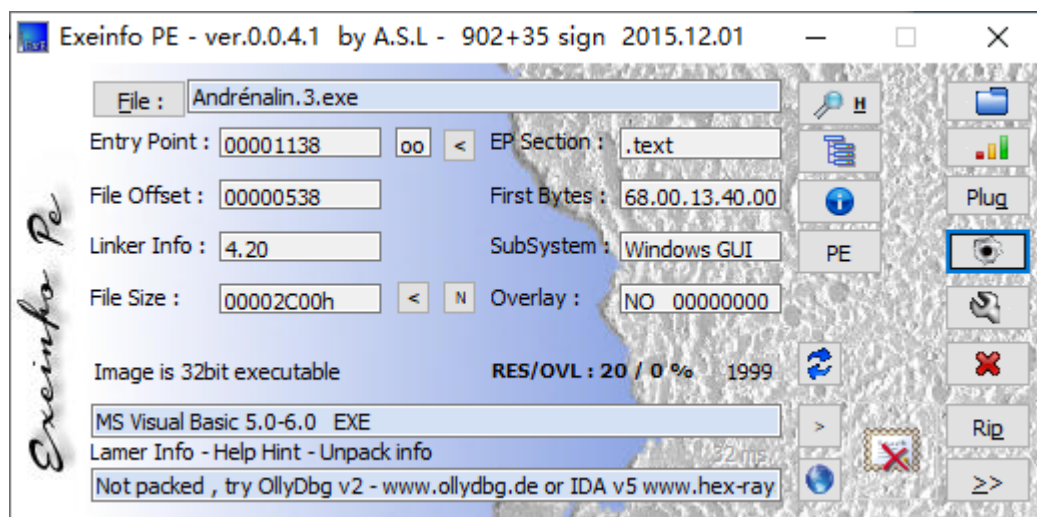 Exeinfo PE - ver.0.0.4.1 by A.S.L - 902+35 sign 2015.12.01
File : Andrénalin.3.exe H
Entry Point : 00001138 oo < EP Section : .text
File Offset : 00000538 First Bytes : 68.00.13.40.00 Plug
Linker Info : 4.20 SubSystem : Windows GUI PE
File Size : 00002C00h < N Overlay : NO 00000000
Image is 32bit executable RES/OVL : 20 / 0 % 1999
MS Visual Basic 5.0-6.0 EXE > Rip
Lamer Info - Help Hint - Unpack info 32 ms.
Not packed , try OllyDbg v2 - www.ollydbg.de or IDA v5 www.hex-ray >>
Exeinfo Pe